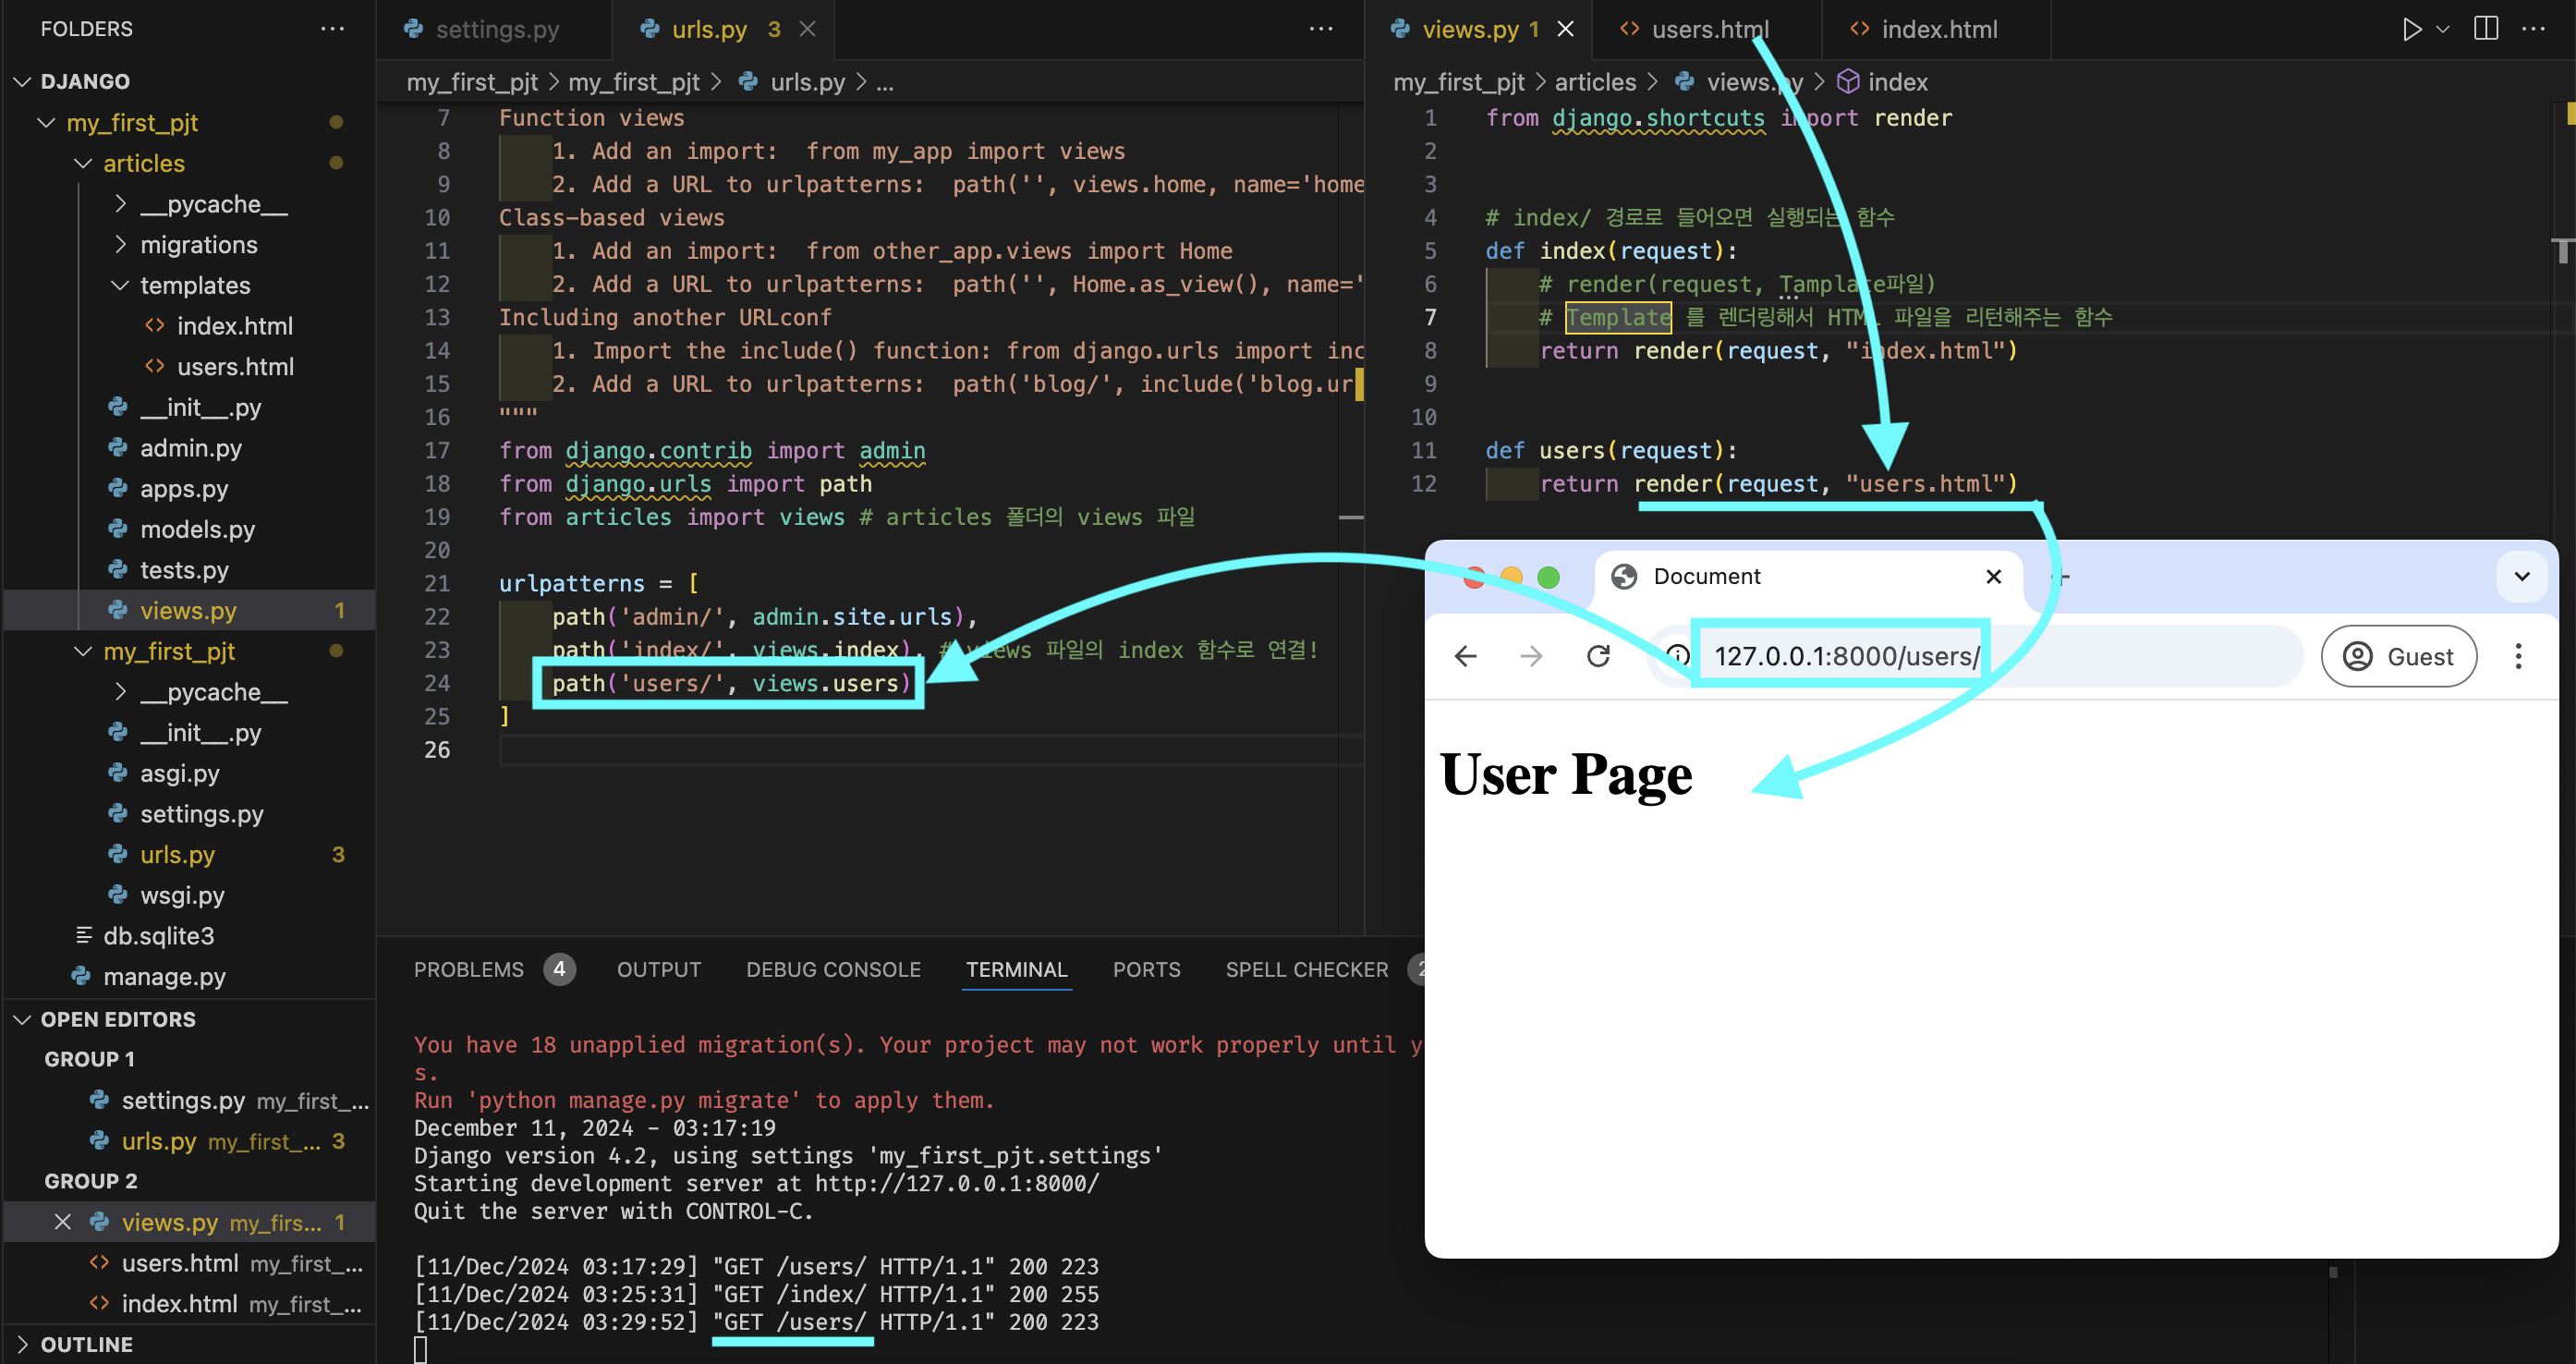 FOLDERS
DJANGO
my_first_pjt
articles
__pycache__
migrations
templates
index.html
users.html
__init__.py
admin.py
apps.py
models.py
tests.py
views.py 1
my_first_pjt
__pycache__
__init__.py
asgi.py
settings.py
urls.py 3
wsgi.py
db.sqlite3
manage.py
OPEN EDITORS
GROUP 1
settings.py my_first_...
urls.py my_first_... 3
GROUP 2
views.py my_firs... 1
users.html my_first_...
index.html my_first_...
OUTLINE
settings.py
urls.py 3
my_first_pjt > my_first_pjt > urls.py > ...
7 Function views
8 1. Add an import:  from my_app import views
9 2. Add a URL to urlpatterns:  path('', views.home, name='home
10 Class-based views
11 1. Add an import:  from other_app.views import Home
12 2. Add a URL to urlpatterns:  path('', Home.as_view(), name='
13 Including another URLconf
14 1. Import the include() function: from django.urls import inc
15 2. Add a URL to urlpatterns:  path('blog/', include('blog.ur
16 """
17 from django.contrib import admin
18 from django.urls import path
19 from articles import views # articles 폴더의 views 파일
20
21 urlpatterns = [
22 path('admin/', admin.site.urls),
23 path('index/', views.index), # views 파일의 index 함수로 연결!
24 path('users/', views.users)
25 ]
26
views.py 1
users.html
index.html
my_first_pjt > articles > views.py > index
1 from django.shortcuts import render
2
3
4 # index/ 경로로 들어오면 실행되는 함수
5 def index(request):
6 # render(request, Tamplate파일)
7 # Template 를 렌더링해서 HTML 파일을 리턴해주는 함수
8 return render(request, "index.html")
9
10
11 def users(request):
12 return render(request, "users.html")
Document
127.0.0.1:8000/users/
Guest
User Page
PROBLEMS 4 OUTPUT DEBUG CONSOLE TERMINAL PORTS SPELL CHECKER
You have 18 unapplied migration(s). Your project may not work properly until y
s.
Run 'python manage.py migrate' to apply them.
December 11, 2024 - 03:17:19
Django version 4.2, using settings 'my_first_pjt.settings'
Starting development server at http://127.0.0.1:8000/
Quit the server with CONTROL-C.
[11/Dec/2024 03:17:29] "GET /users/ HTTP/1.1" 200 223
[11/Dec/2024 03:25:31] "GET /index/ HTTP/1.1" 200 255
[11/Dec/2024 03:29:52] "GET /users/ HTTP/1.1" 200 223